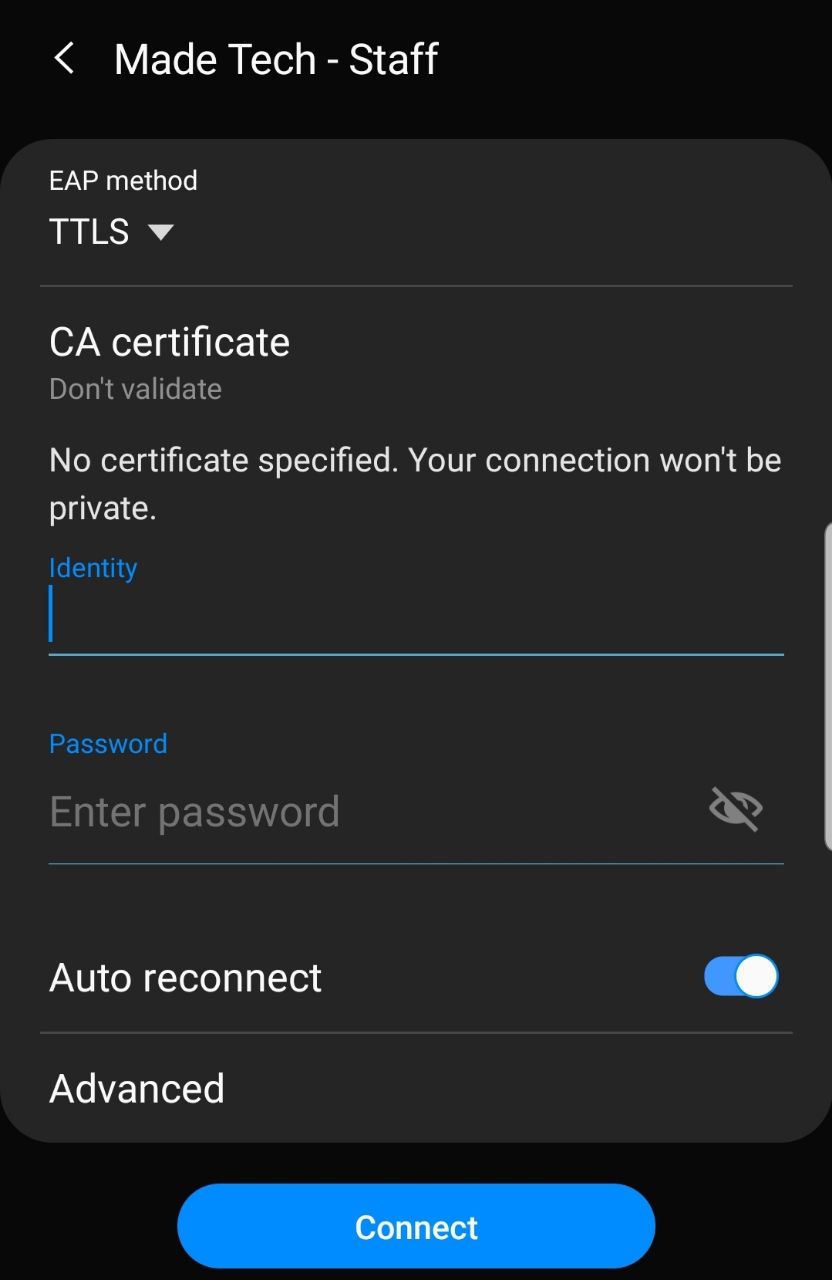 Made Tech - Staff
EAP method
TTLS
CA certificate
Don't validate
No certificate specified. Your connection won't be
private.
Identity
Password
Enter password
Auto reconnect
Advanced
Connect